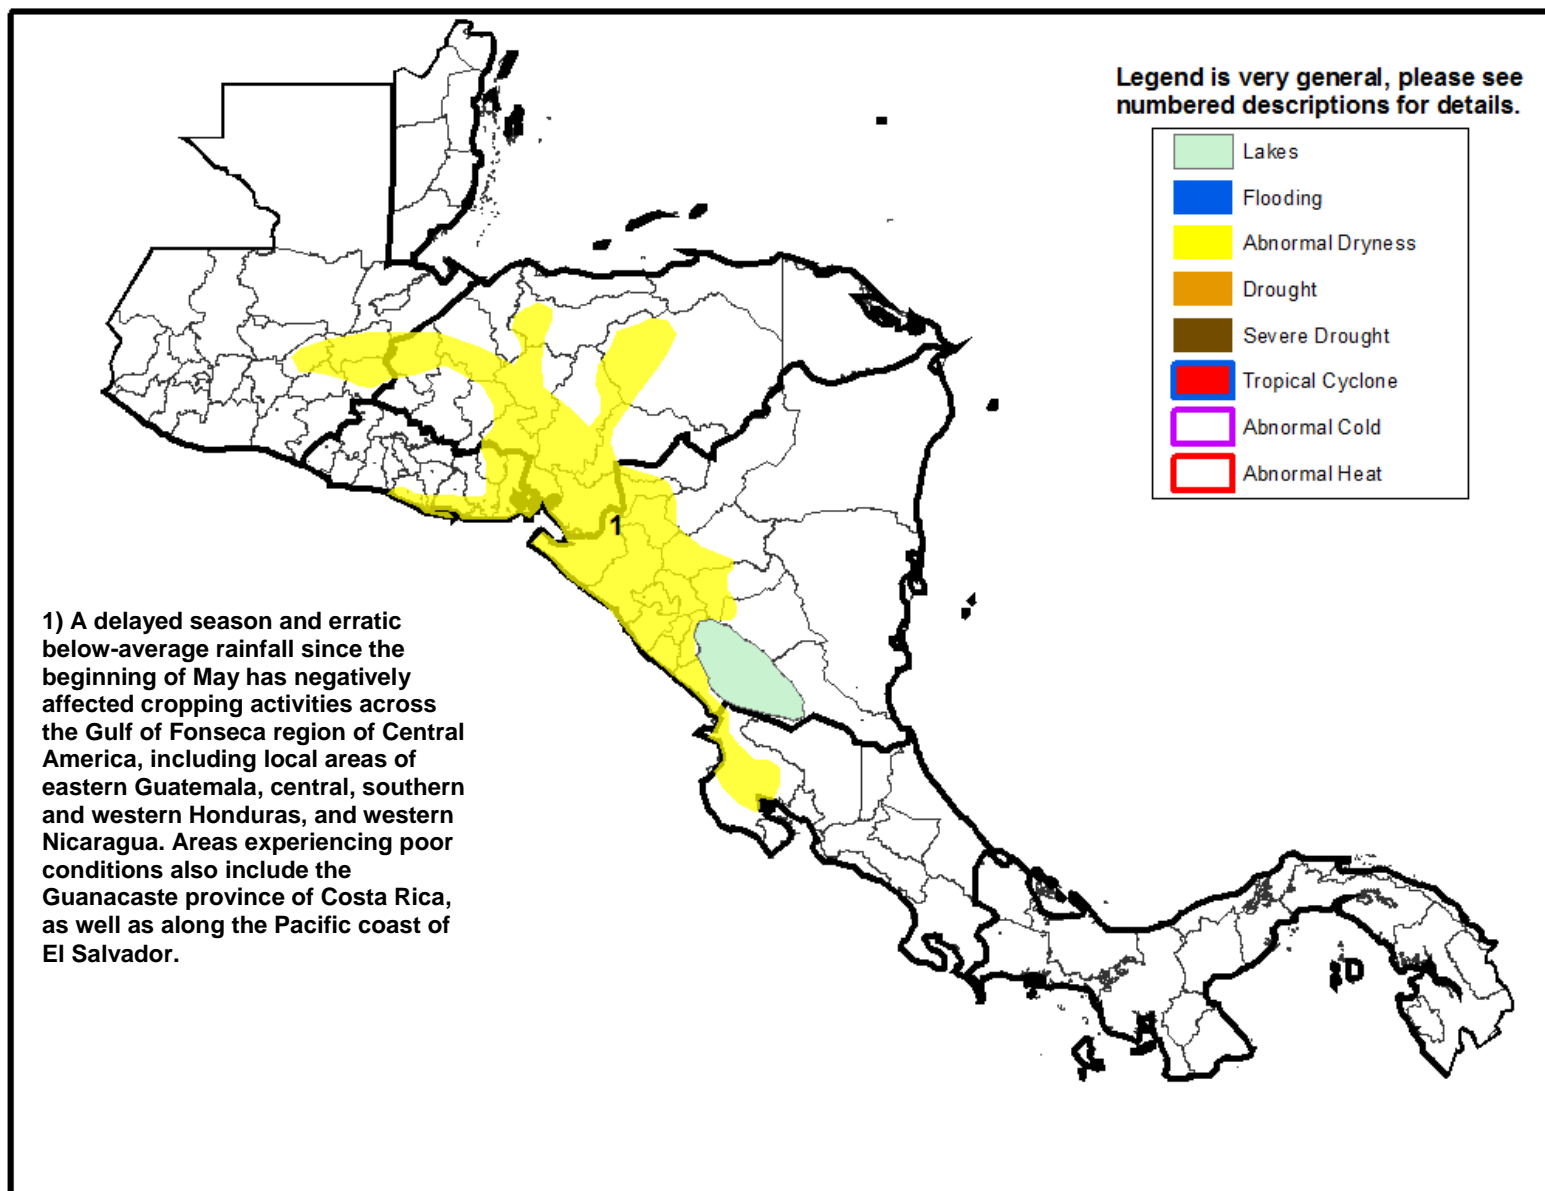 Legend is very general, please see
numbered descriptions for details.
Lakes
Flooding
Abnormal Dryness
Drought
Severe Drought
Tropical Cyclone
Abnormal Cold
Abnormal Heat
1
1) A delayed season and erratic
below-average rainfall since the
beginning of May has negatively
affected cropping activities across
the Gulf of Fonseca region of Central
America, including local areas of
eastern Guatemala, central, southern
and western Honduras, and western
Nicaragua. Areas experiencing poor
conditions also include the
Guanacaste province of Costa Rica,
as well as along the Pacific coast of
El Salvador.